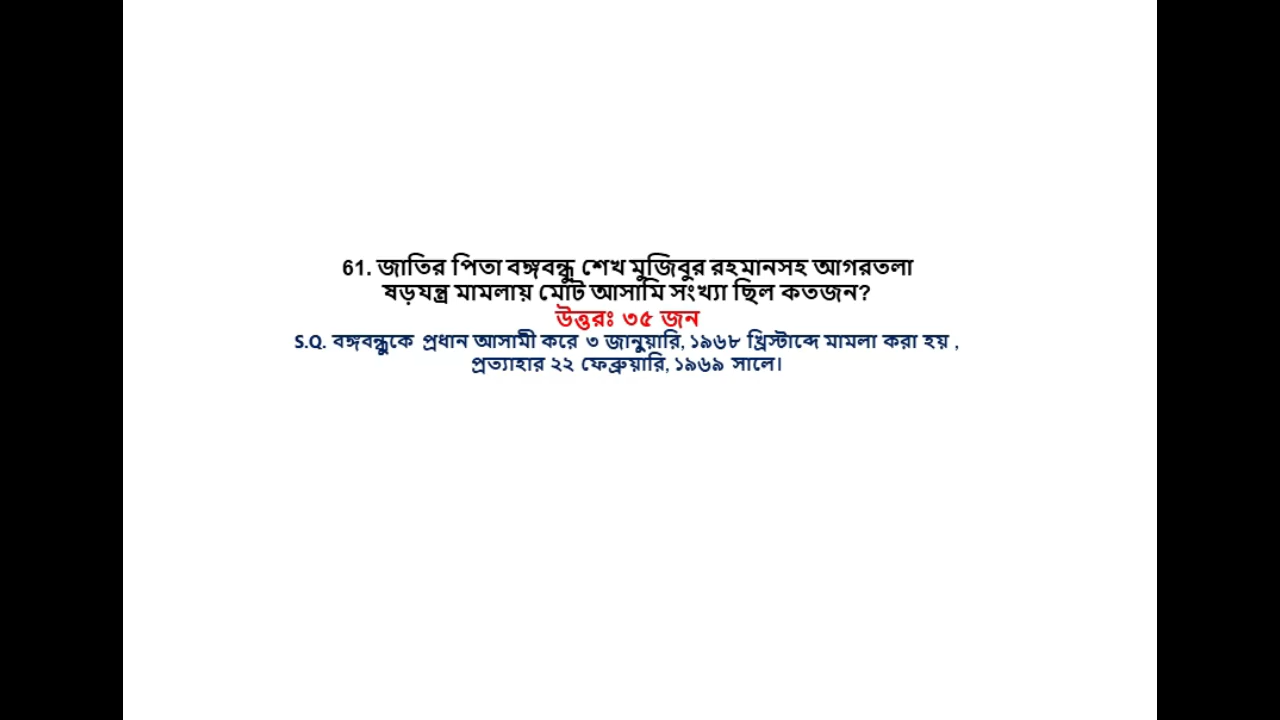 61. জাতির পিতা বঙ্গবন্ধু শেখ মুজিবুর রহমানসহ আগরতলা
ষড়যন্ত্র মামলায় মোট আসামি সংখ্যা ছিল কতজন?
উত্তরঃ ৩৫ জন
S.Q. বঙ্গবন্ধুকে প্রধান আসামী করে ৩ জানুয়ারি, ১৯৬৮ খ্রিস্টাব্দে মামলা করা হয় ,
প্রত্যাহার ২২ ফেব্রুয়ারি, ১৯৬৯ সালে।